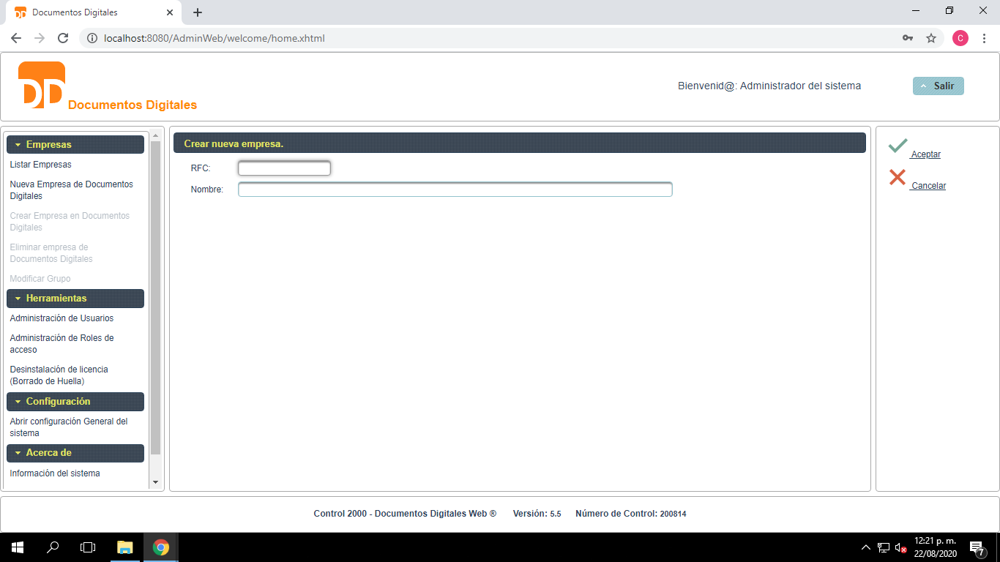 Documentos Digitales
localhost:8080/AdminWeb/welcome/home.xhtml
C
DD
Documentos Digitales
Bienvenid@: Administrador del sistema
Salir
Empresas
Listar Empresas
Nueva Empresa de Documentos
Digitales
Crear Empresa en Documentos
Digitales
Eliminar empresa de
Documentos Digitales
Modificar Grupo
Herramientas
Administración de Usuarios
Administración de Roles de
acceso
Desinstalación de licencia
(Borrado de Huella)
Configuración
Abrir configuración General del
sistema
Acerca de
Información del sistema
Crear nueva empresa.
RFC:
Nombre:
Aceptar
Cancelar
Control 2000 - Documentos Digitales Web ® Versión: 5.5 Número de Control: 200814
12:21 p. m.
22/08/2020
7